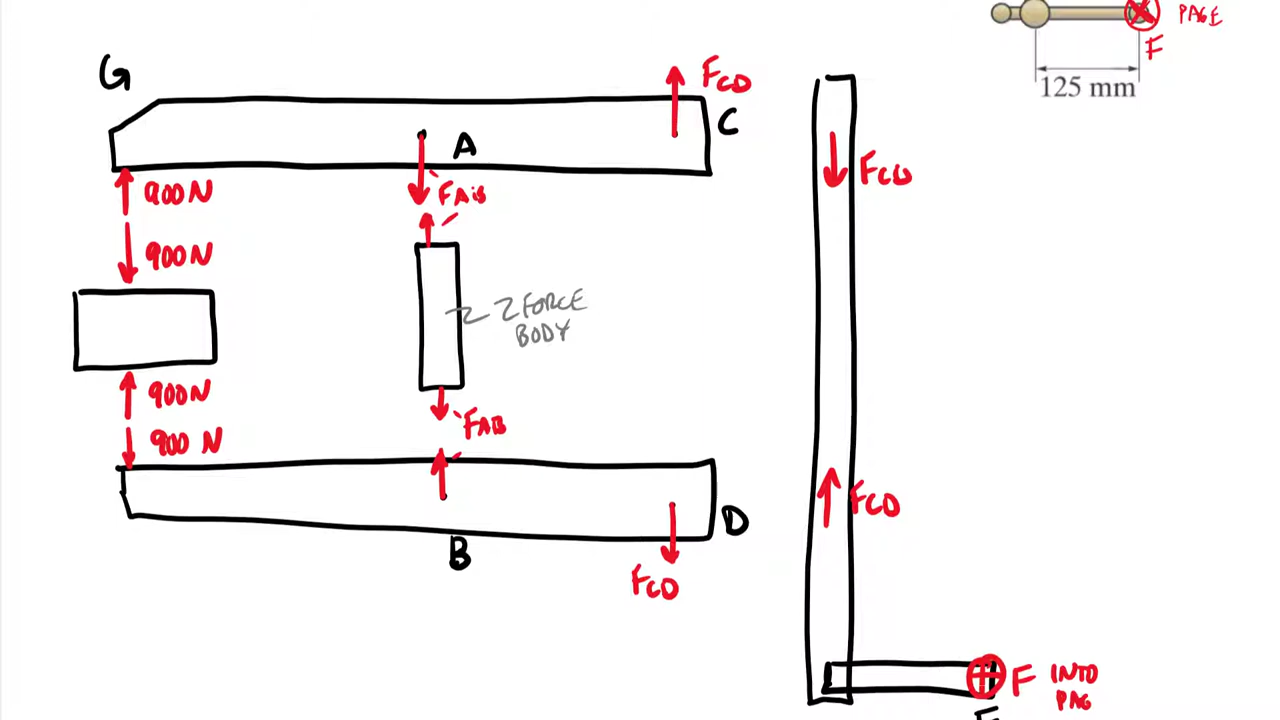 PAGE
F
125 mm
G
FCD
C
A
900N
FAB
FCD
900N
2 FORCE
BODY
900N
FAB
900 N
FCD
D
B
FCD
F INTO
PAG